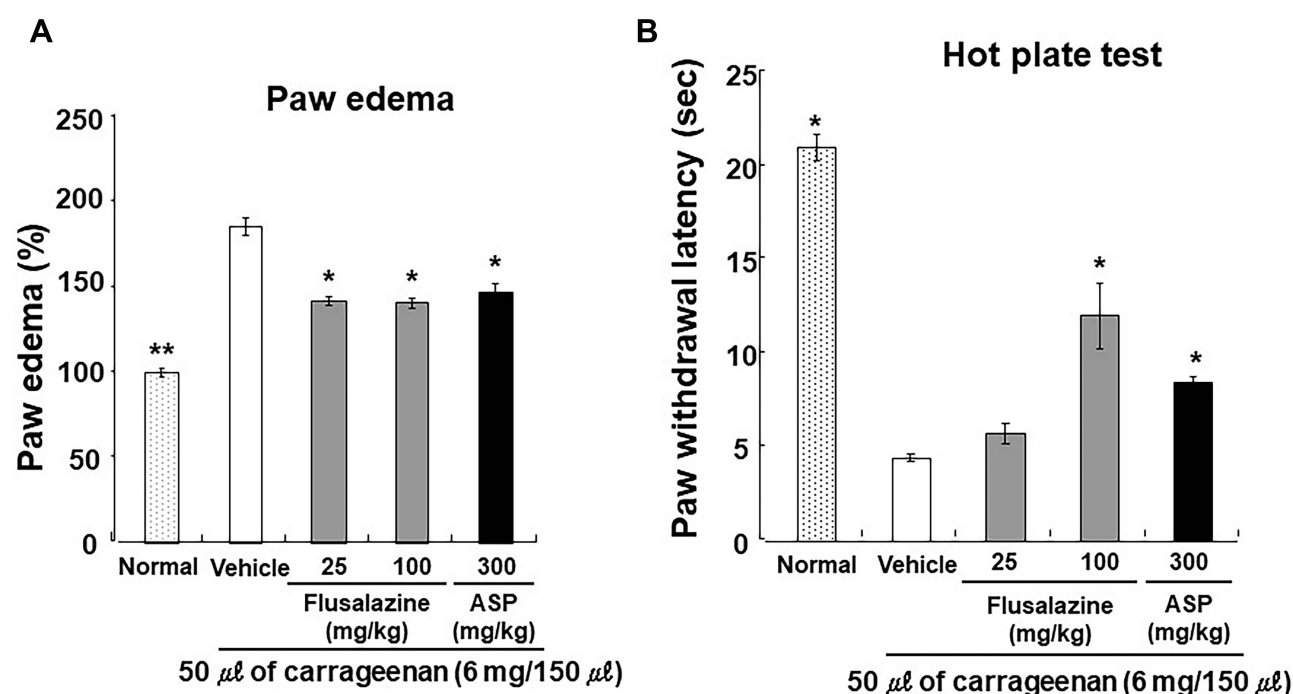 A
Paw edema
Paw edema (%)
250
200
150
100
50
0
**
*
*
*
Normal
Vehicle
25
100
300
Flusalazine
(mg/kg)
ASP
(mg/kg)
50 μℓ of carrageenan (6 mg/150 μℓ)
B
Hot plate test
Paw withdrawal latency (sec)
25
20
15
10
5
0
*
*
*
Normal
Vehicle
25
100
300
Flusalazine
(mg/kg)
ASP
(mg/kg)
50 μℓ of carrageenan (6 mg/150 μℓ)